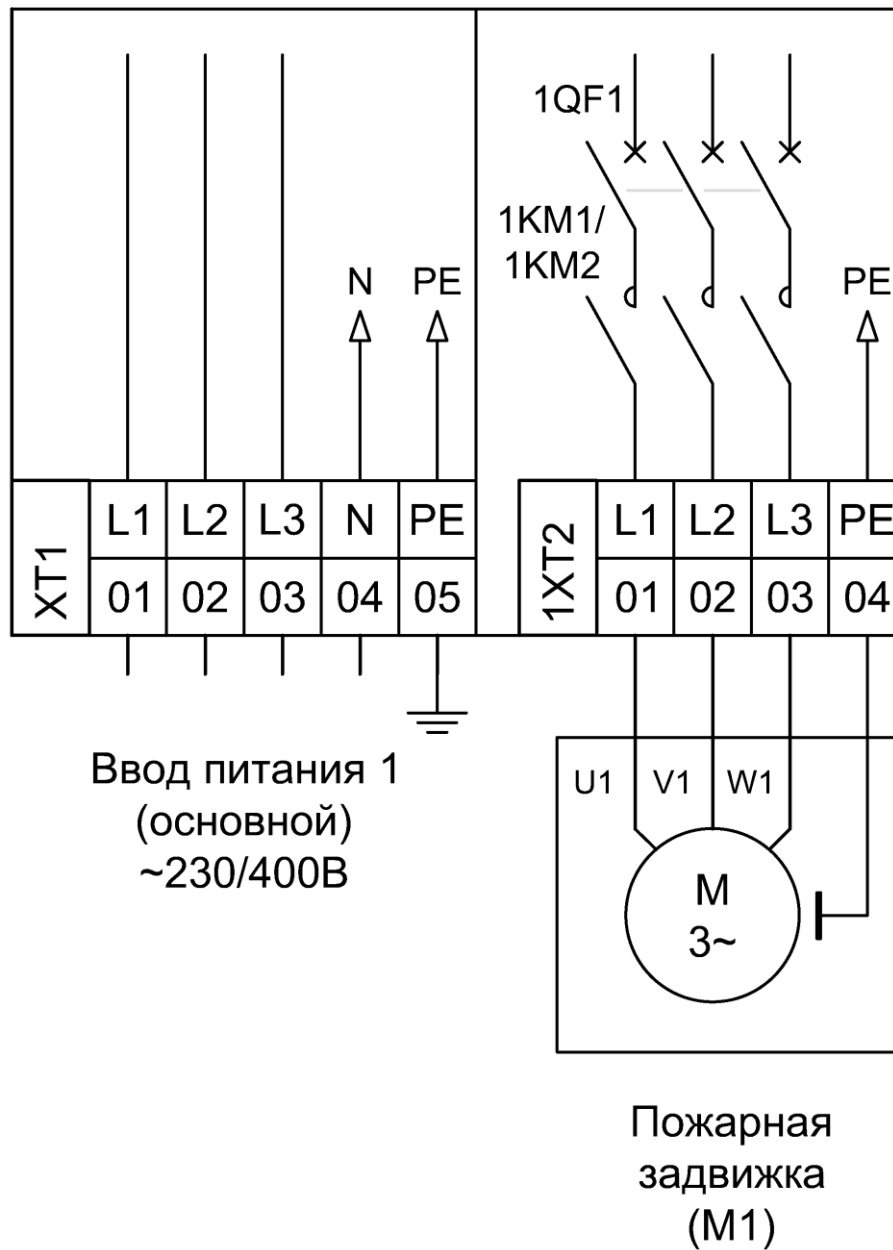 1QF1
1KM1/
1KM2
N PE
PE
XT1
L1 L2 L3 N PE
01 02 03 04 05
1XT2
L1 L2 L3 PE
01 02 03 04
Ввод питания 1
(основной)
~230/400В
U1 V1 W1
M
3~
Пожарная
задвижка
(М1)